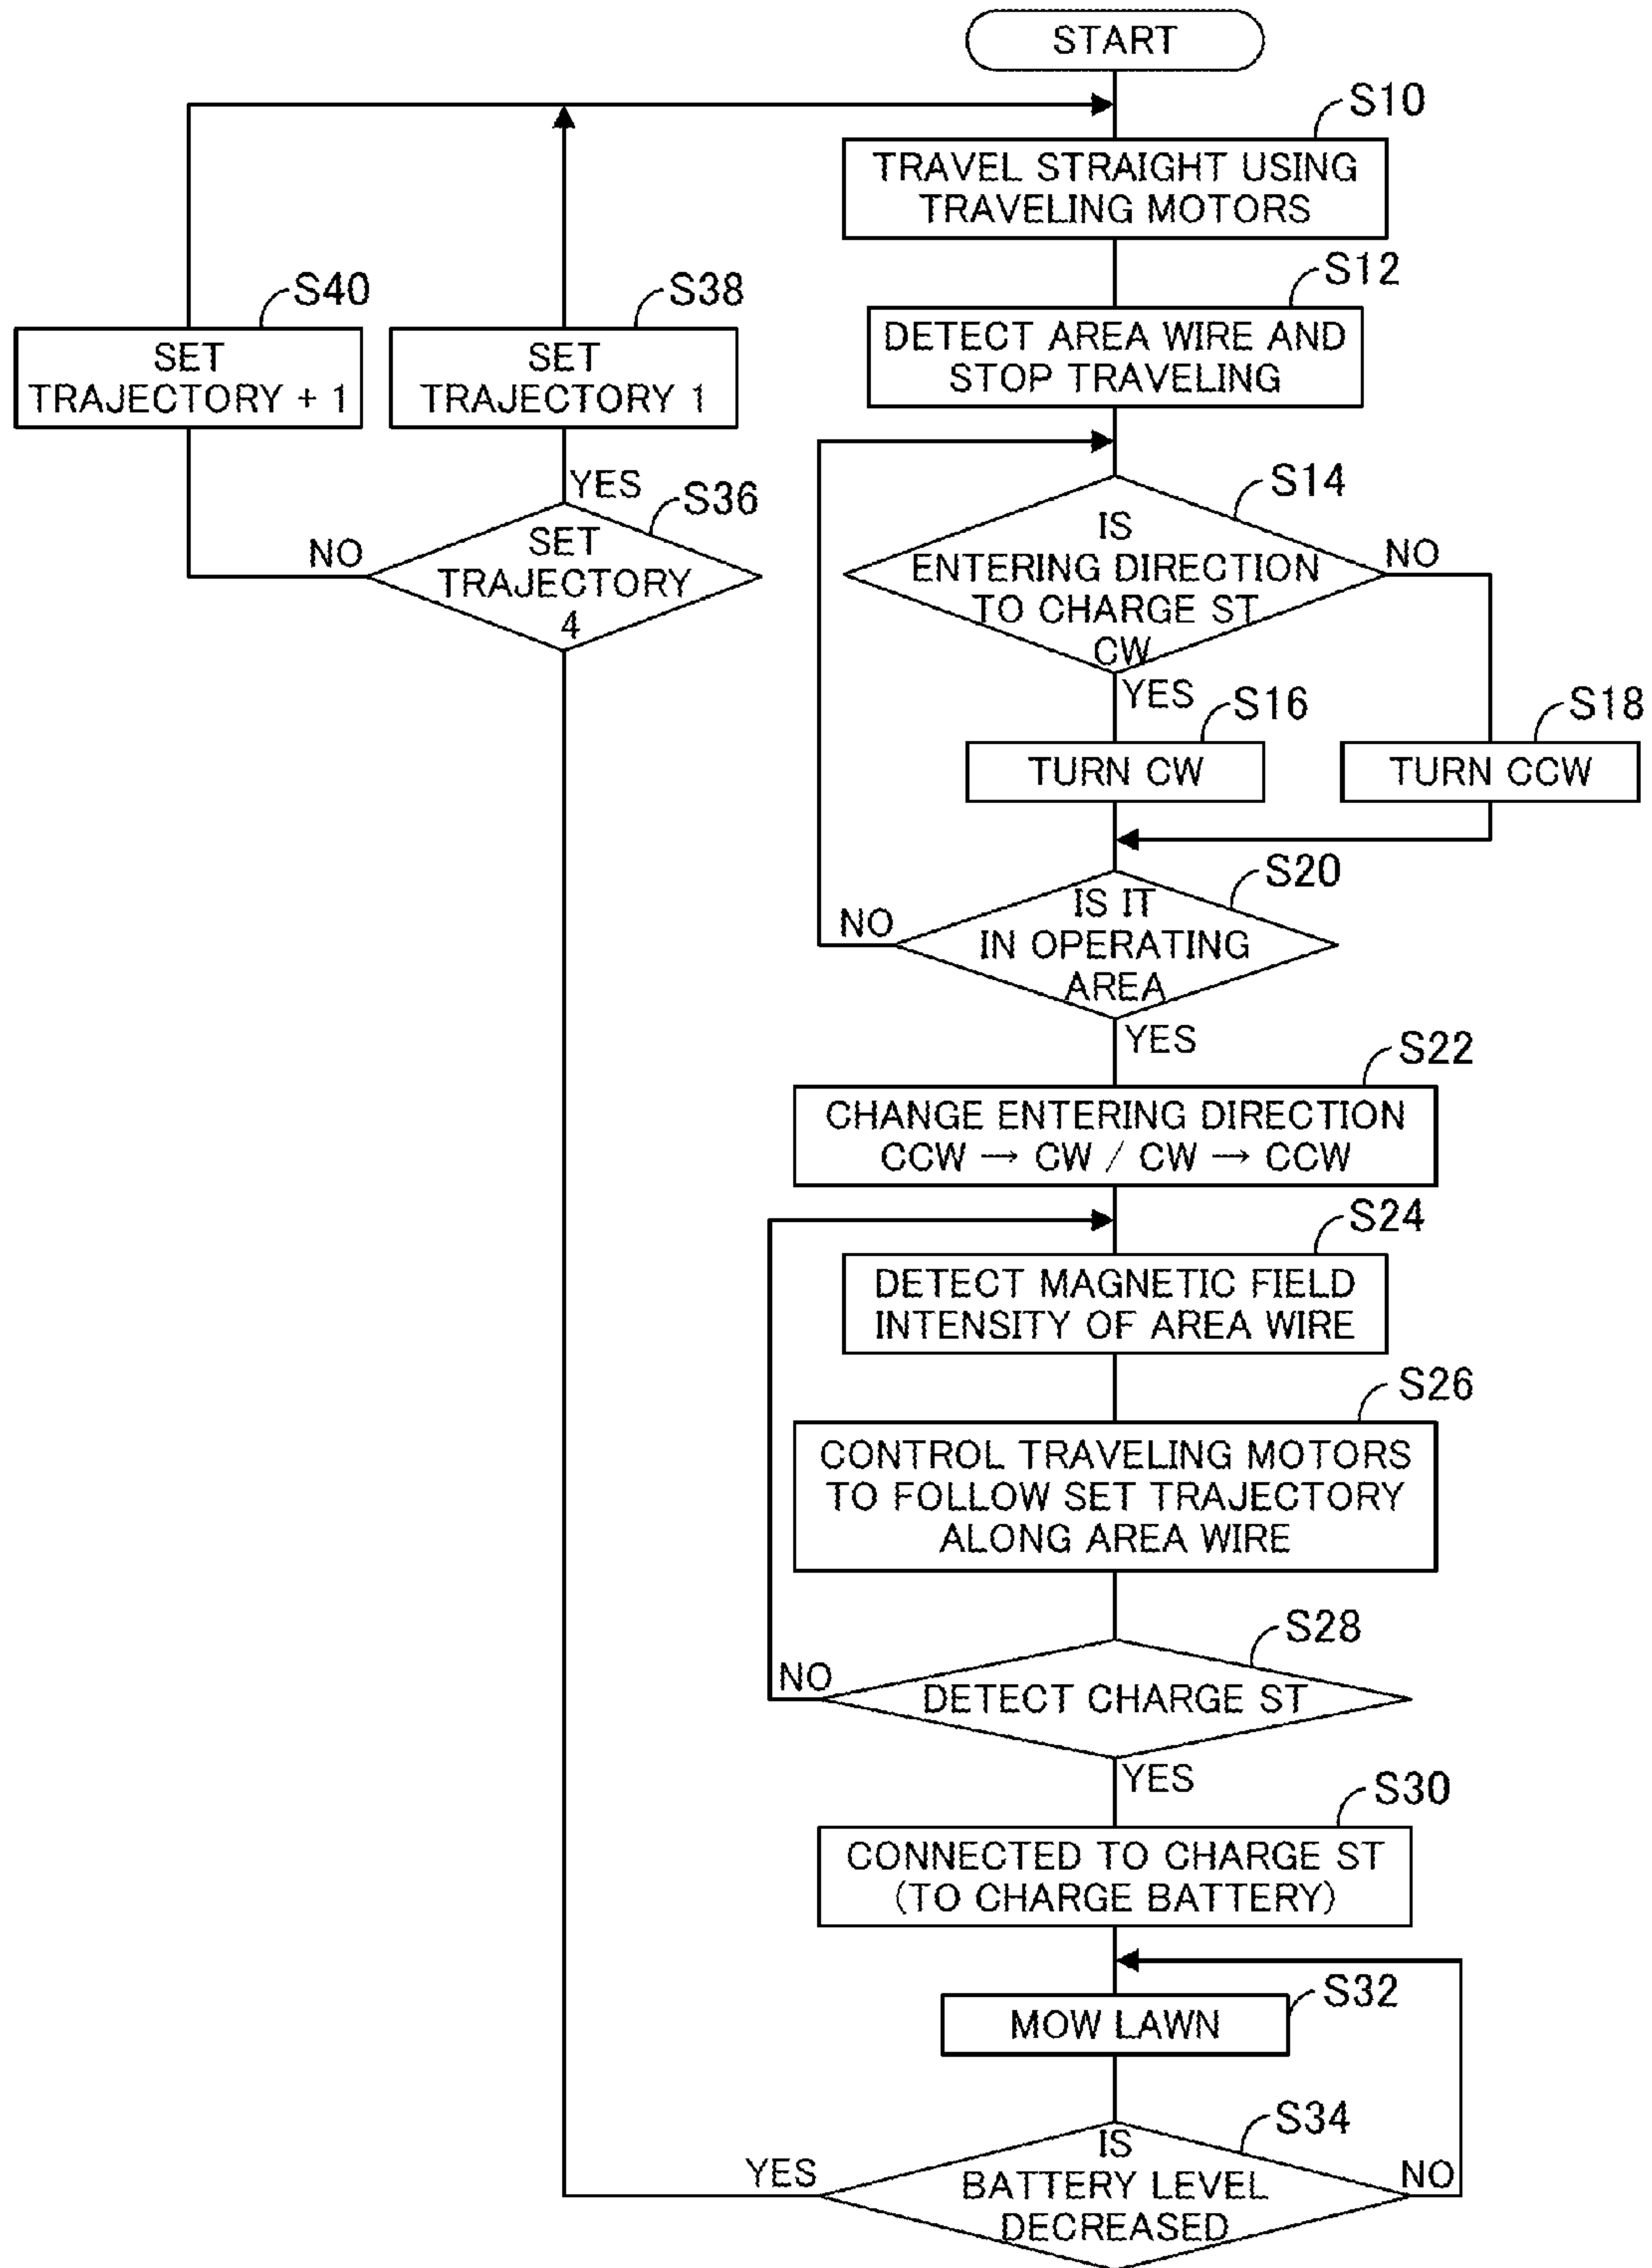 START
S10
TRAVEL STRAIGHT USING
TRAVELING MOTORS
S12
DETECT AREA WIRE AND
STOP TRAVELING
S14
IS
ENTERING DIRECTION
TO CHARGE ST
CW
NO
YES
S16
TURN CW
S18
TURN CCW
S20
IS IT
IN OPERATING
AREA
NO
YES
S22
CHANGE ENTERING DIRECTION
CCW → CW / CW → CCW
S24
DETECT MAGNETIC FIELD
INTENSITY OF AREA WIRE
S26
CONTROL TRAVELING MOTORS
TO FOLLOW SET TRAJECTORY
ALONG AREA WIRE
S28
DETECT CHARGE ST
NO
YES
S30
CONNECTED TO CHARGE ST
(TO CHARGE BATTERY)
S32
MOW LAWN
S34
IS
BATTERY LEVEL
DECREASED
YES
NO
S36
SET
TRAJECTORY
4
YES
NO
S38
SET
TRAJECTORY 1
S40
SET
TRAJECTORY + 1